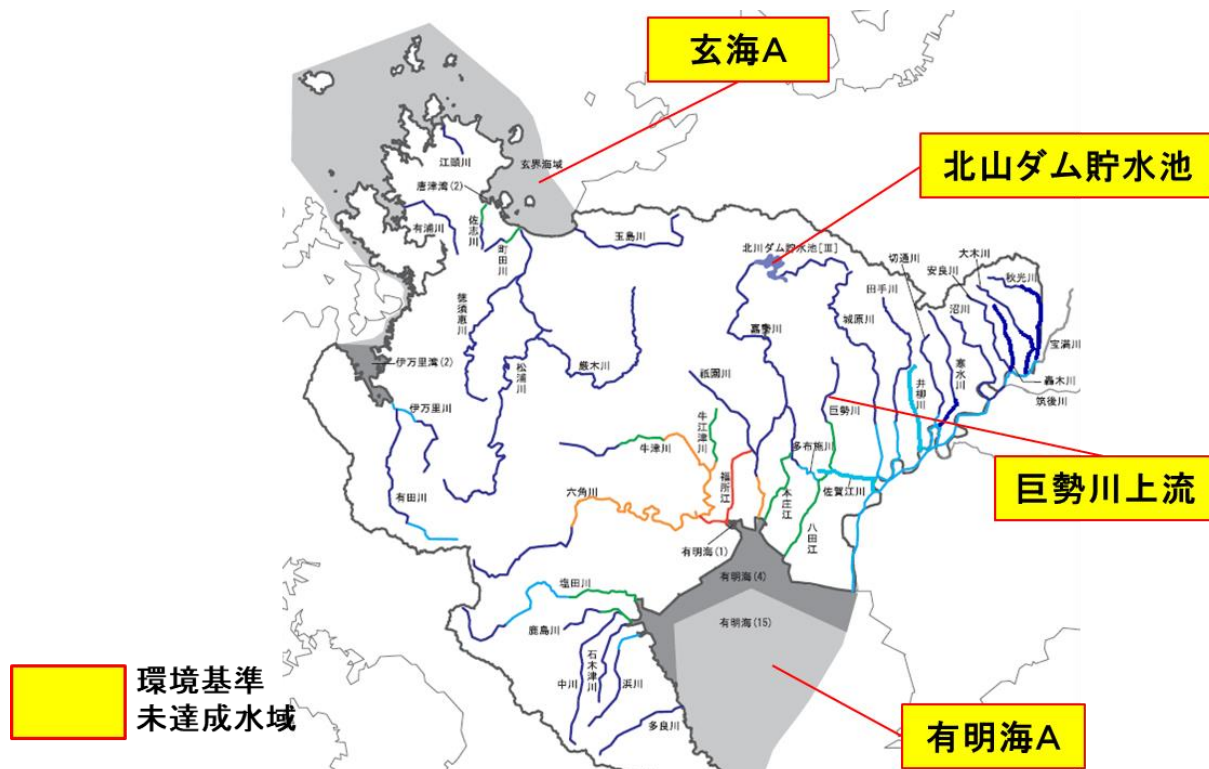 玄海A
北山ダム貯水池
巨勢川上流
有明海A
環境基準
未達成水域
江頭川
玄界海域
唐津湾(2)
佐志川
有浦川
町田川
玉島川
北川ダム貯水池[Ⅲ]
切通川
大木川
安良川
秋光川
田手川
沼川
城原川
徳須恵川
嘉瀬川
宝満川
伊万里湾(2)
松浦川
厳木川
祇園川
井柳川
寒水川
轟木川
筑後川
伊万里川
牛江津川
巨勢川
牛津川
多布施川
六角川
福所江
佐賀江川
有田川
本庄江
八田江
有明海(1)
有明海(4)
塩田川
有明海(15)
鹿島川
石木津川
中川
浜川
多良川